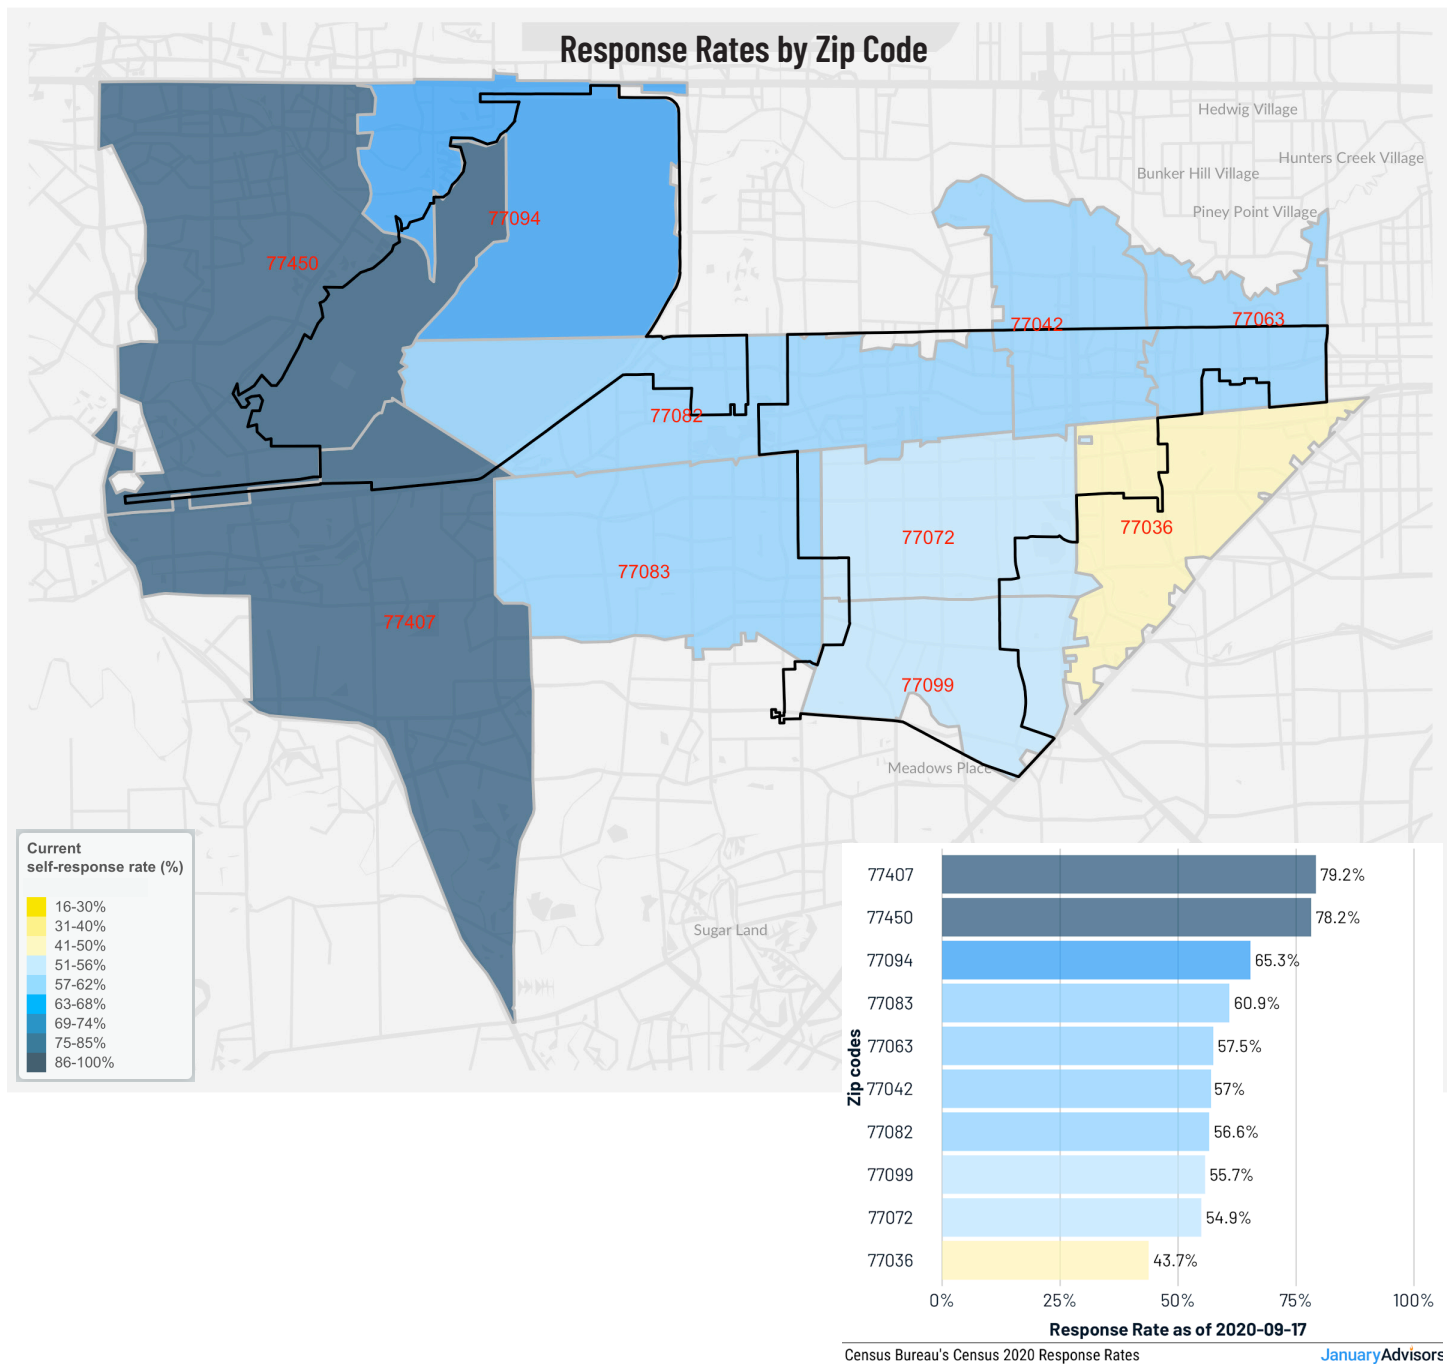 Response Rates by Zip Code
Hedwig Village
Hunters Creek Village
Bunker Hill Village
Piney Point Village
77094
77450
77042
77063
77082
77036
77072
77083
77407
77099
Meadows Place
Sugar Land
Current
self-response rate (%)
16-30%
31-40%
41-50%
51-56%
57-62%
63-68%
69-74%
75-85%
86-100%
Zip codes
77407 79.2%
77450 78.2%
77094 65.3%
77083 60.9%
77063 57.5%
77042 57%
77082 56.6%
77099 55.7%
77072 54.9%
77036 43.7%
0% 25% 50% 75% 100%
Response Rate as of 2020-09-17
Census Bureau's Census 2020 Response Rates
JanuaryAdvisors